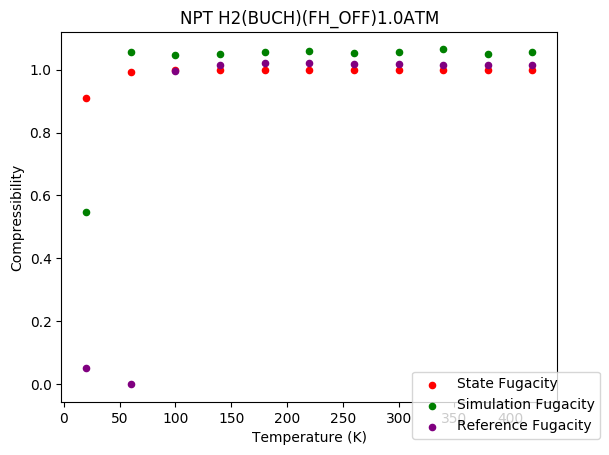 NPT H2(BUCH)(FH_OFF)1.0ATM
Compressibility
1.0
0.8
0.6
0.4
0.2
0.0
State Fugacity
Simulation Fugacity
Reference Fugacity
0 50 100 150 200 250 300 350 400
Temperature (K)